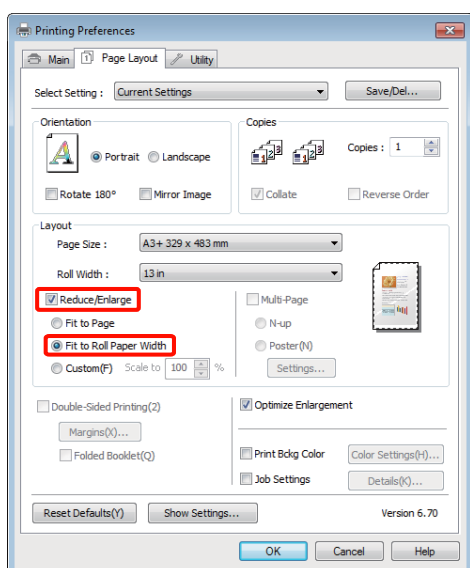 Printing Preferences
Main Page Layout Utility
Select Setting : Current Settings Save/Del...
Orientation
Portrait Landscape
Rotate 180° Mirror Image
Copies
Copies : 1
Collate Reverse Order
Layout
Page Size : A3+ 329 x 483 mm
Roll Width : 13 in
Reduce/Enlarge
Fit to Page
Fit to Roll Paper Width
Custom(F) Scale to 100 %
Multi-Page
N-up
Poster(N)
Settings...
Double-Sided Printing(2)
Margins(X)...
Folded Booklet(Q)
Optimize Enlargement
Print Bckg Color Color Settings(H)...
Job Settings Details(K)...
Reset Defaults(Y) Show Settings... Version 6.70
OK Cancel Help